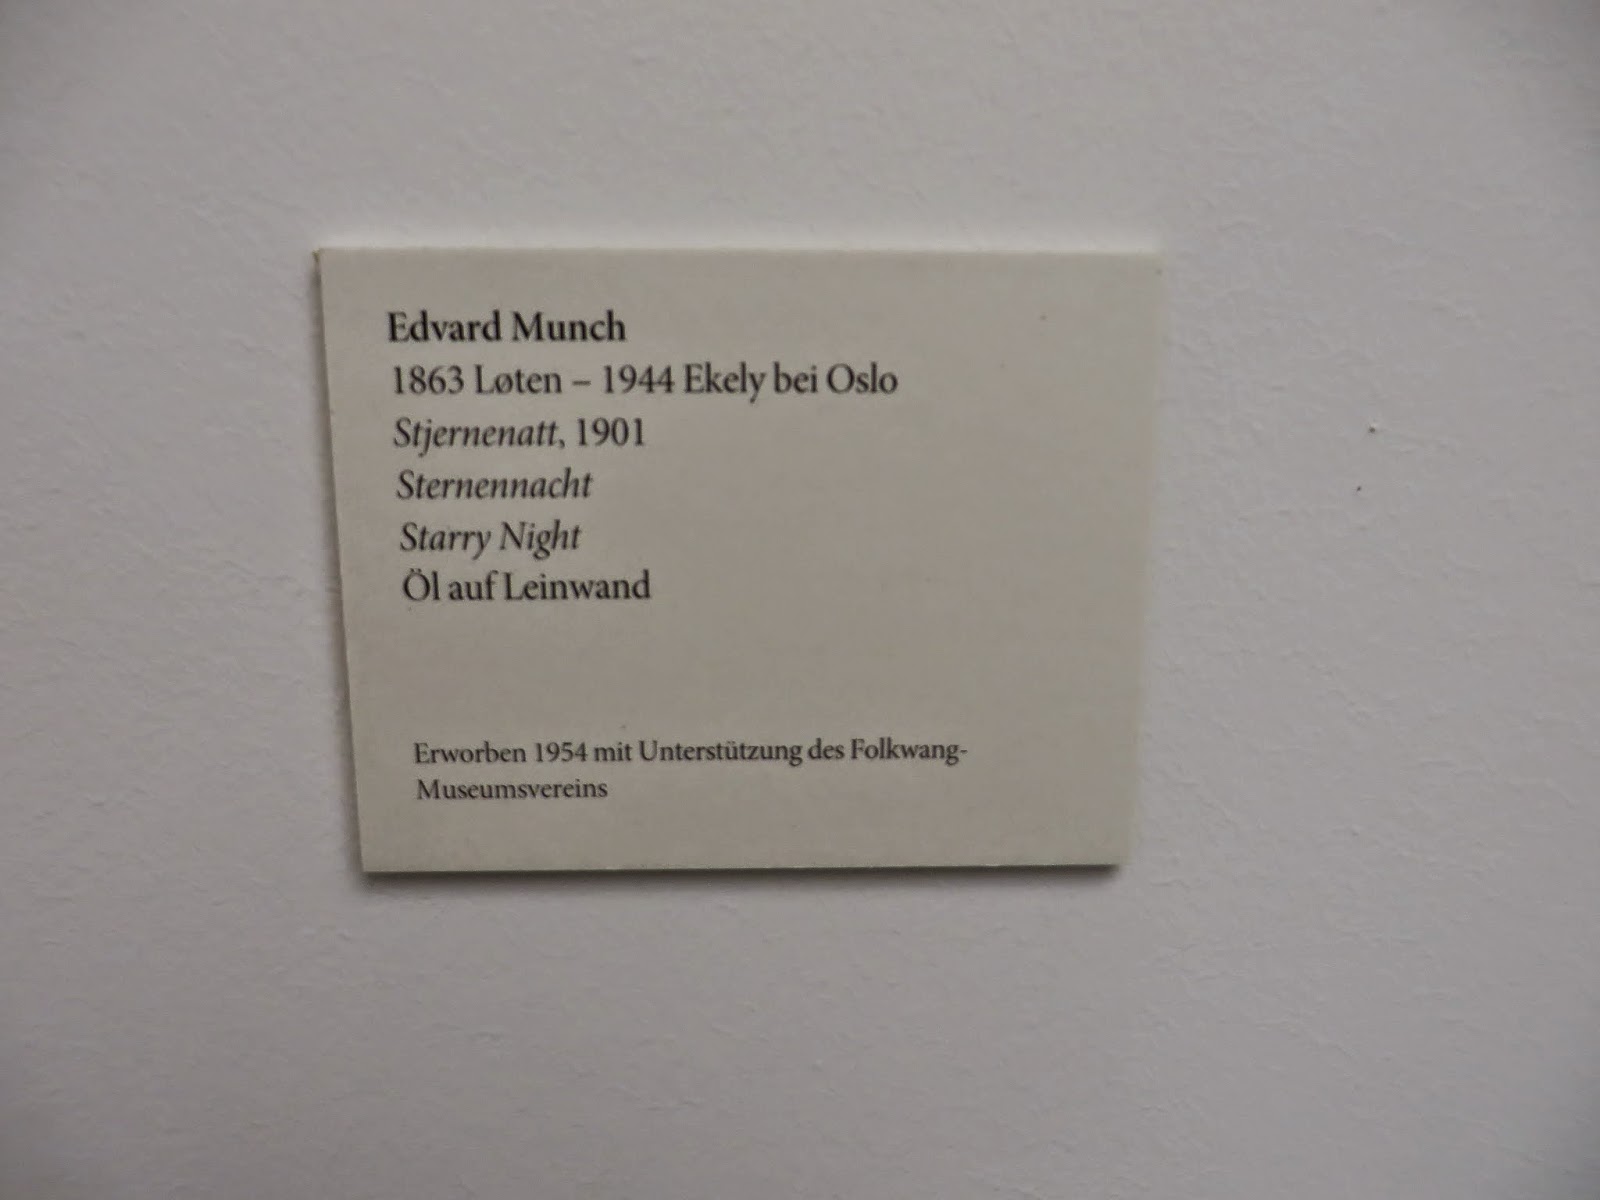 Edvard Munch
1863 Løten – 1944 Ekely bei Oslo
Stjernenatt, 1901
Sternennacht
Starry Night
Öl auf Leinwand
Erworben 1954 mit Unterstützung des Folkwang-
Museumsvereins